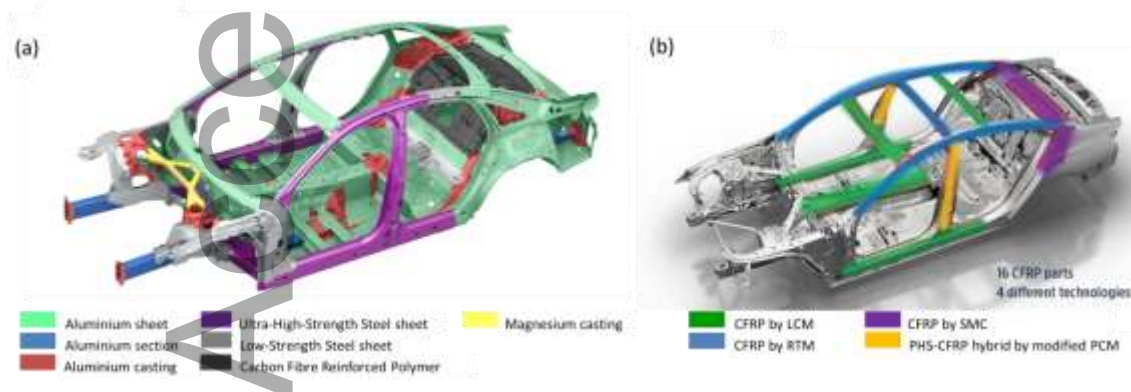 (a)
(b)
16 CFRP parts
4 different technologies
Aluminium sheet
Ultra-High-Strength Steel sheet
Magnesium casting
Aluminium section
Low-Strength Steel sheet
Aluminium casting
Carbon Fibre Reinforced Polymer
CFRP by LCM
CFRP by SMC
CFRP by RTM
PHS-CFRP hybrid by modified PCM
Acce